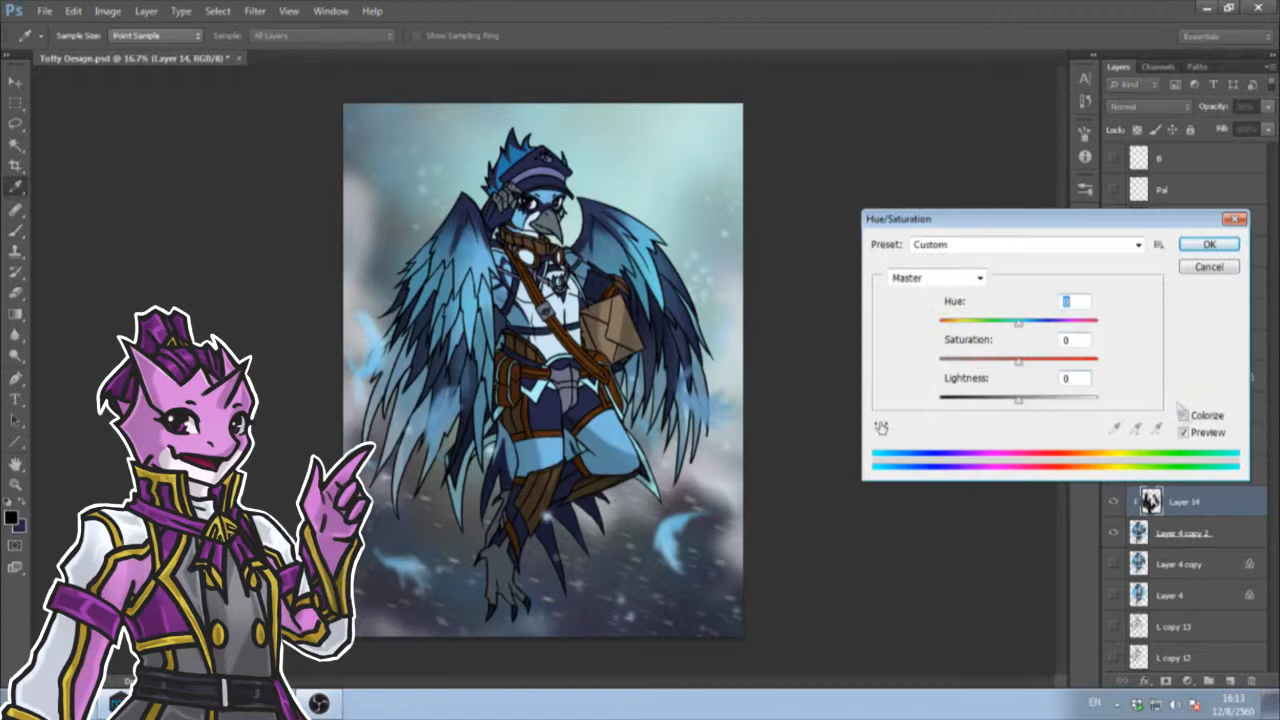 Ps File Edit Image Layer Type Select Filter View Window Help
Sample Size: Point Sample Sample: All Layers Show Sampling Ring Essentials
Tuffy Design.psd @ 16.7% (Layer 14, RGB/8) * ×
Layers Channels Paths
Kind
Normal Opacity:
Lock: Fill:
B
Pal
Hue/Saturation
Preset: Custom OK
Cancel
Master
Hue: 0
Saturation: 0
Lightness: 0
Colorize
Preview
Layer 14
Layer 4 copy 2
Layer 4 copy
Layer 4
L copy 13
L copy 12
EN
16:13
12/8/2560